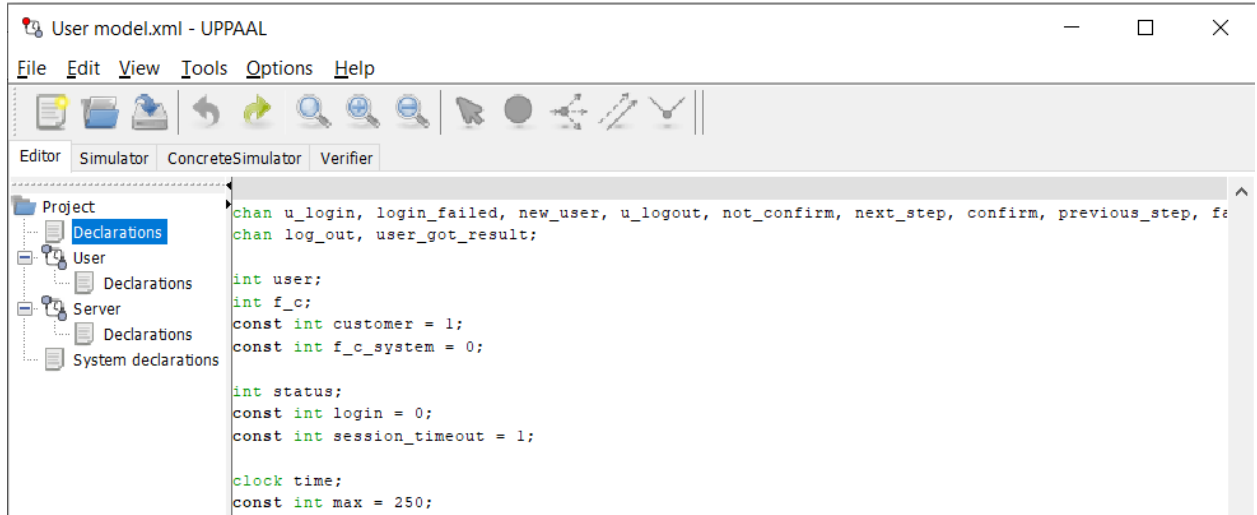 User model.xml - UPPAAL
File Edit View Tools Options Help
Editor Simulator ConcreteSimulator Verifier
Project
Declarations
User
Declarations
Server
Declarations
System declarations
chan u_login, login_failed, new_user, u_logout, not_confirm, next_step, confirm, previous_step,
chan log_out, user_got_result;
int user;
int f_c;
const int customer = 1;
const int f_c_system = 0;
int status;
const int login = 0;
const int session_timeout = 1;
clock time;
const int max = 250;